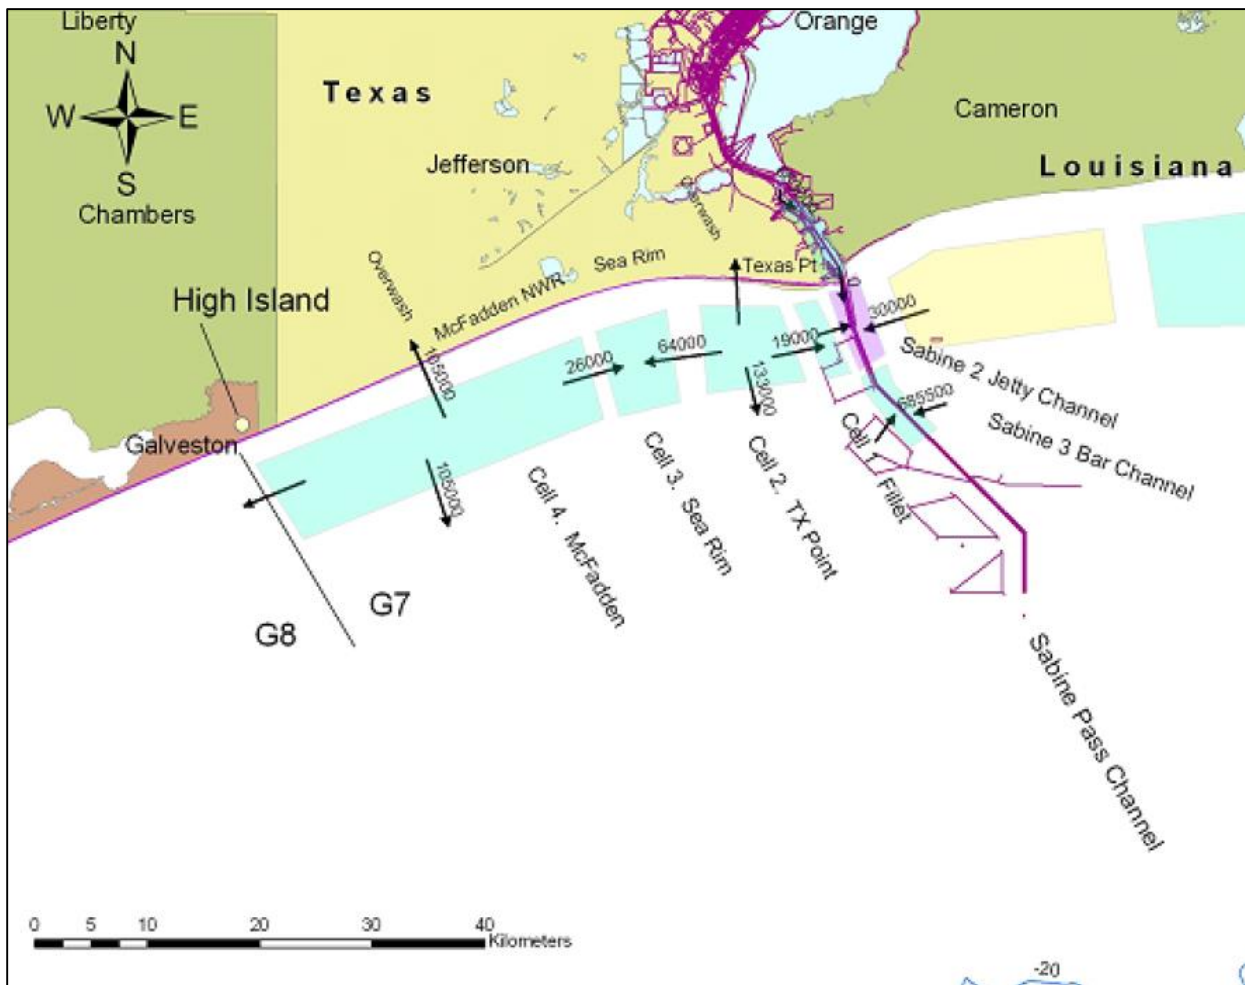 Liberty
Orange
N
W E
S
Texas
Cameron
Jefferson
Louisiana
Chambers
Overwash
Overwash
Sea Rim
Texas Pt
High Island
McFadden NWR
0
30000
105000
26000
64000
19000
133000
Sabine 2 Jetty Channel
685500
Galveston
Sabine 3 Bar Channel
105000
Cell 4. McFadden
Cell 3. Sea Rim
Cell 2. TX Point
Cell 1. Fillet
G7
G8
Sabine Pass Channel
0 5 10 20 30 40
Kilometers
-20